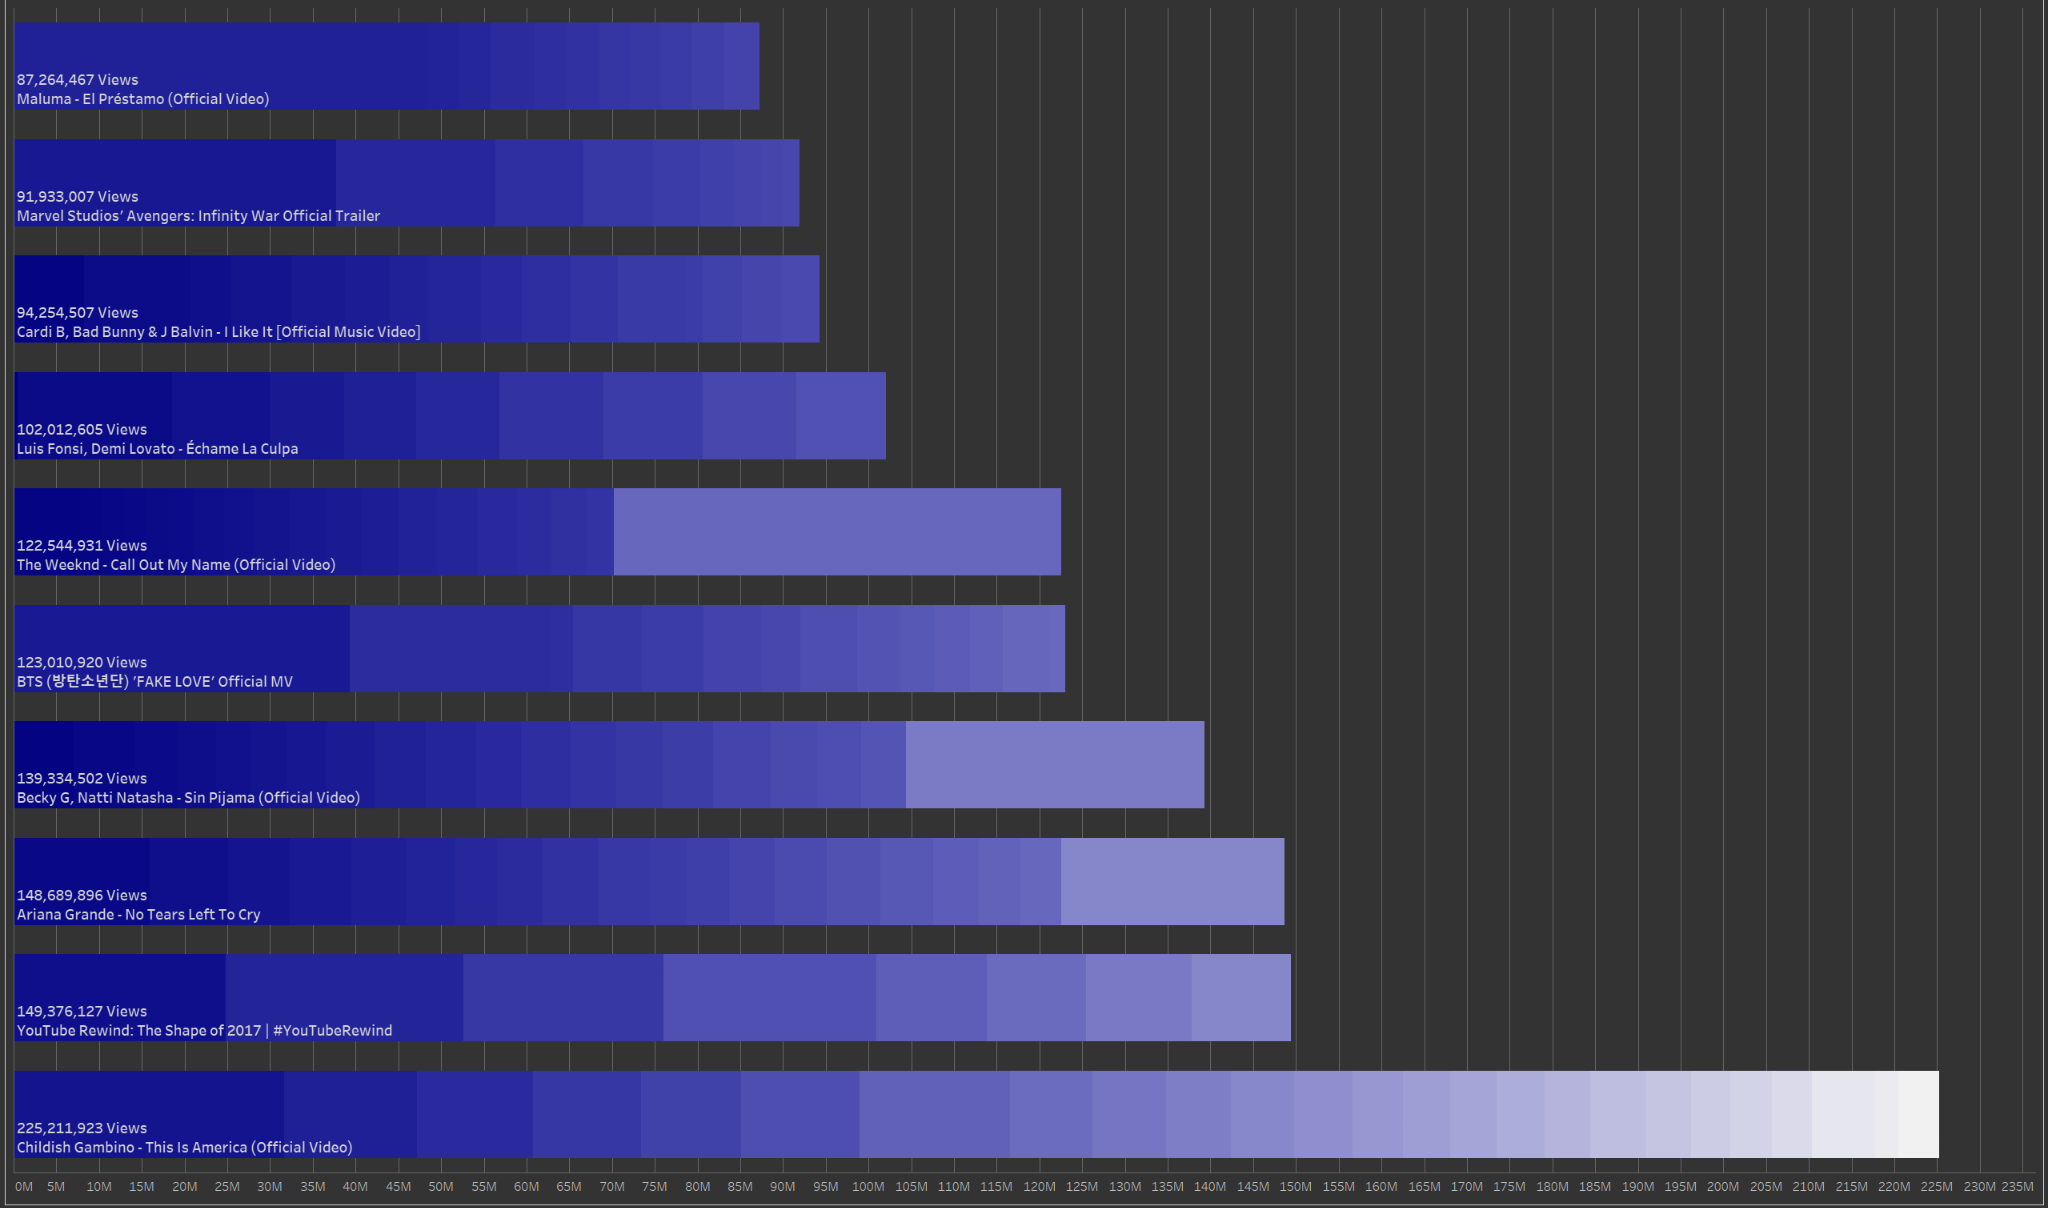 87,264,467 Views
Maluma - El Préstamo (Official Video)
91,933,007 Views
Marvel Studios' Avengers: Infinity War Official Trailer
94,254,507 Views
Cardi B, Bad Bunny & J Balvin - I Like It [Official Music Video]
102,012,605 Views
Luis Fonsi, Demi Lovato - Échame La Culpa
122,544,931 Views
The Weeknd - Call Out My Name (Official Video)
123,010,920 Views
BTS (방탄소년단) 'FAKE LOVE' Official MV
139,334,502 Views
Becky G, Natti Natasha - Sin Pijama (Official Video)
148,689,896 Views
Ariana Grande - No Tears Left To Cry
149,376,127 Views
YouTube Rewind: The Shape of 2017 | #YouTubeRewind
225,211,923 Views
Childish Gambino - This Is America (Official Video)
0M 5M 10M 15M 20M 25M 30M 35M 40M 45M 50M 55M 60M 65M 70M 75M 80M 85M 90M 95M 100M 105M 110M 115M 120M 125M 130M 135M 140M 145M 150M 155M 160M 165M 170M 175M 180M 185M 190M 195M 200M 205M 210M 215M 220M 225M 230M 235M